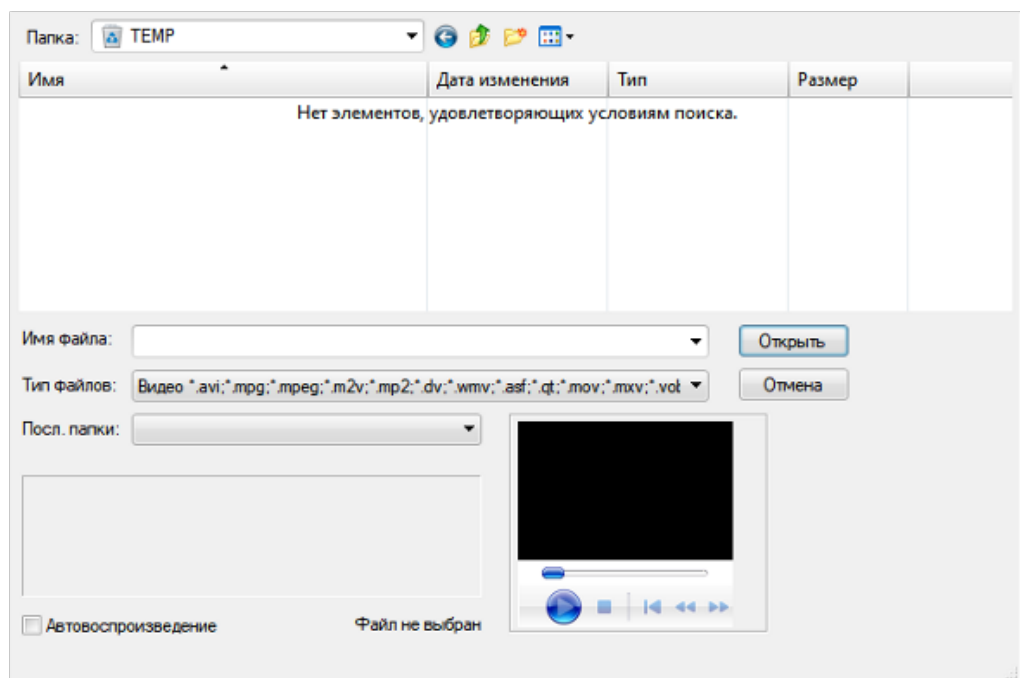 Папка: TEMP
Имя Дата изменения Тип Размер
Нет элементов, удовлетворяющих условиям поиска.
Имя файла: Открыть
Тип файлов: Видео *.avi;*.mpg;*.mpeg;*.m2v;*.mp2;*.dv;*.wmv;*.asf;*.qt;*.mov;*.mxv;*.vob Отмена
Посл. папки:
Автовоспроизведение Файл не выбран